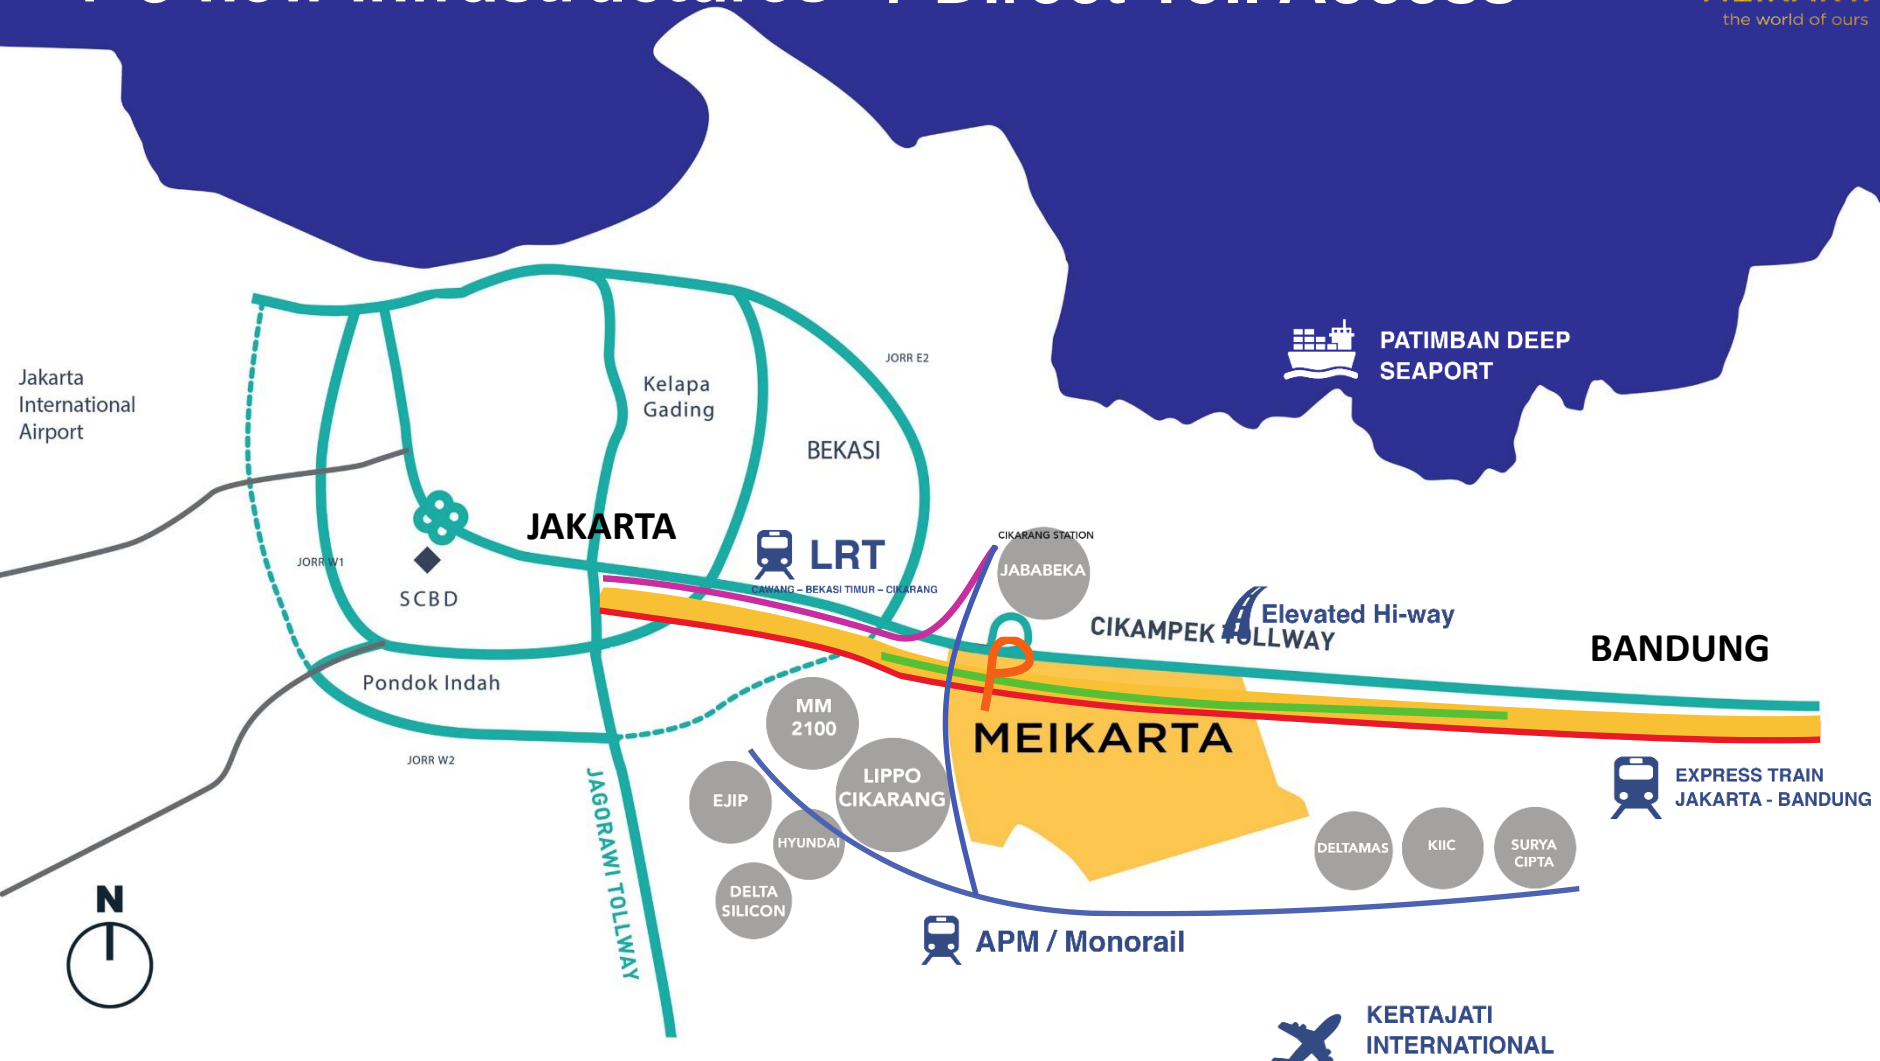 the world of ours
PATIMBAN DEEP
SEAPORT
JORR E2
Jakarta
International
Airport
Kelapa
Gading
BEKASI
JAKARTA
LRT
CAWANG – BEKASI TIMUR – CIKARANG
CIKARANG STATION
JABABEKA
JORR W1
SCBD
Elevated Hi-way
CIKAMPEK TOLLWAY
BANDUNG
Pondok Indah
MM
2100
MEIKARTA
JORR W2
LIPPO
CIKARANG
EJIP
HYUNDAI
EXPRESS TRAIN
JAKARTA - BANDUNG
DELTAMAS
KIIC
SURYA
CIPTA
DELTA
SILICON
JAGORAWI TOLLWAY
N
APM / Monorail
KERTAJATI
INTERNATIONAL